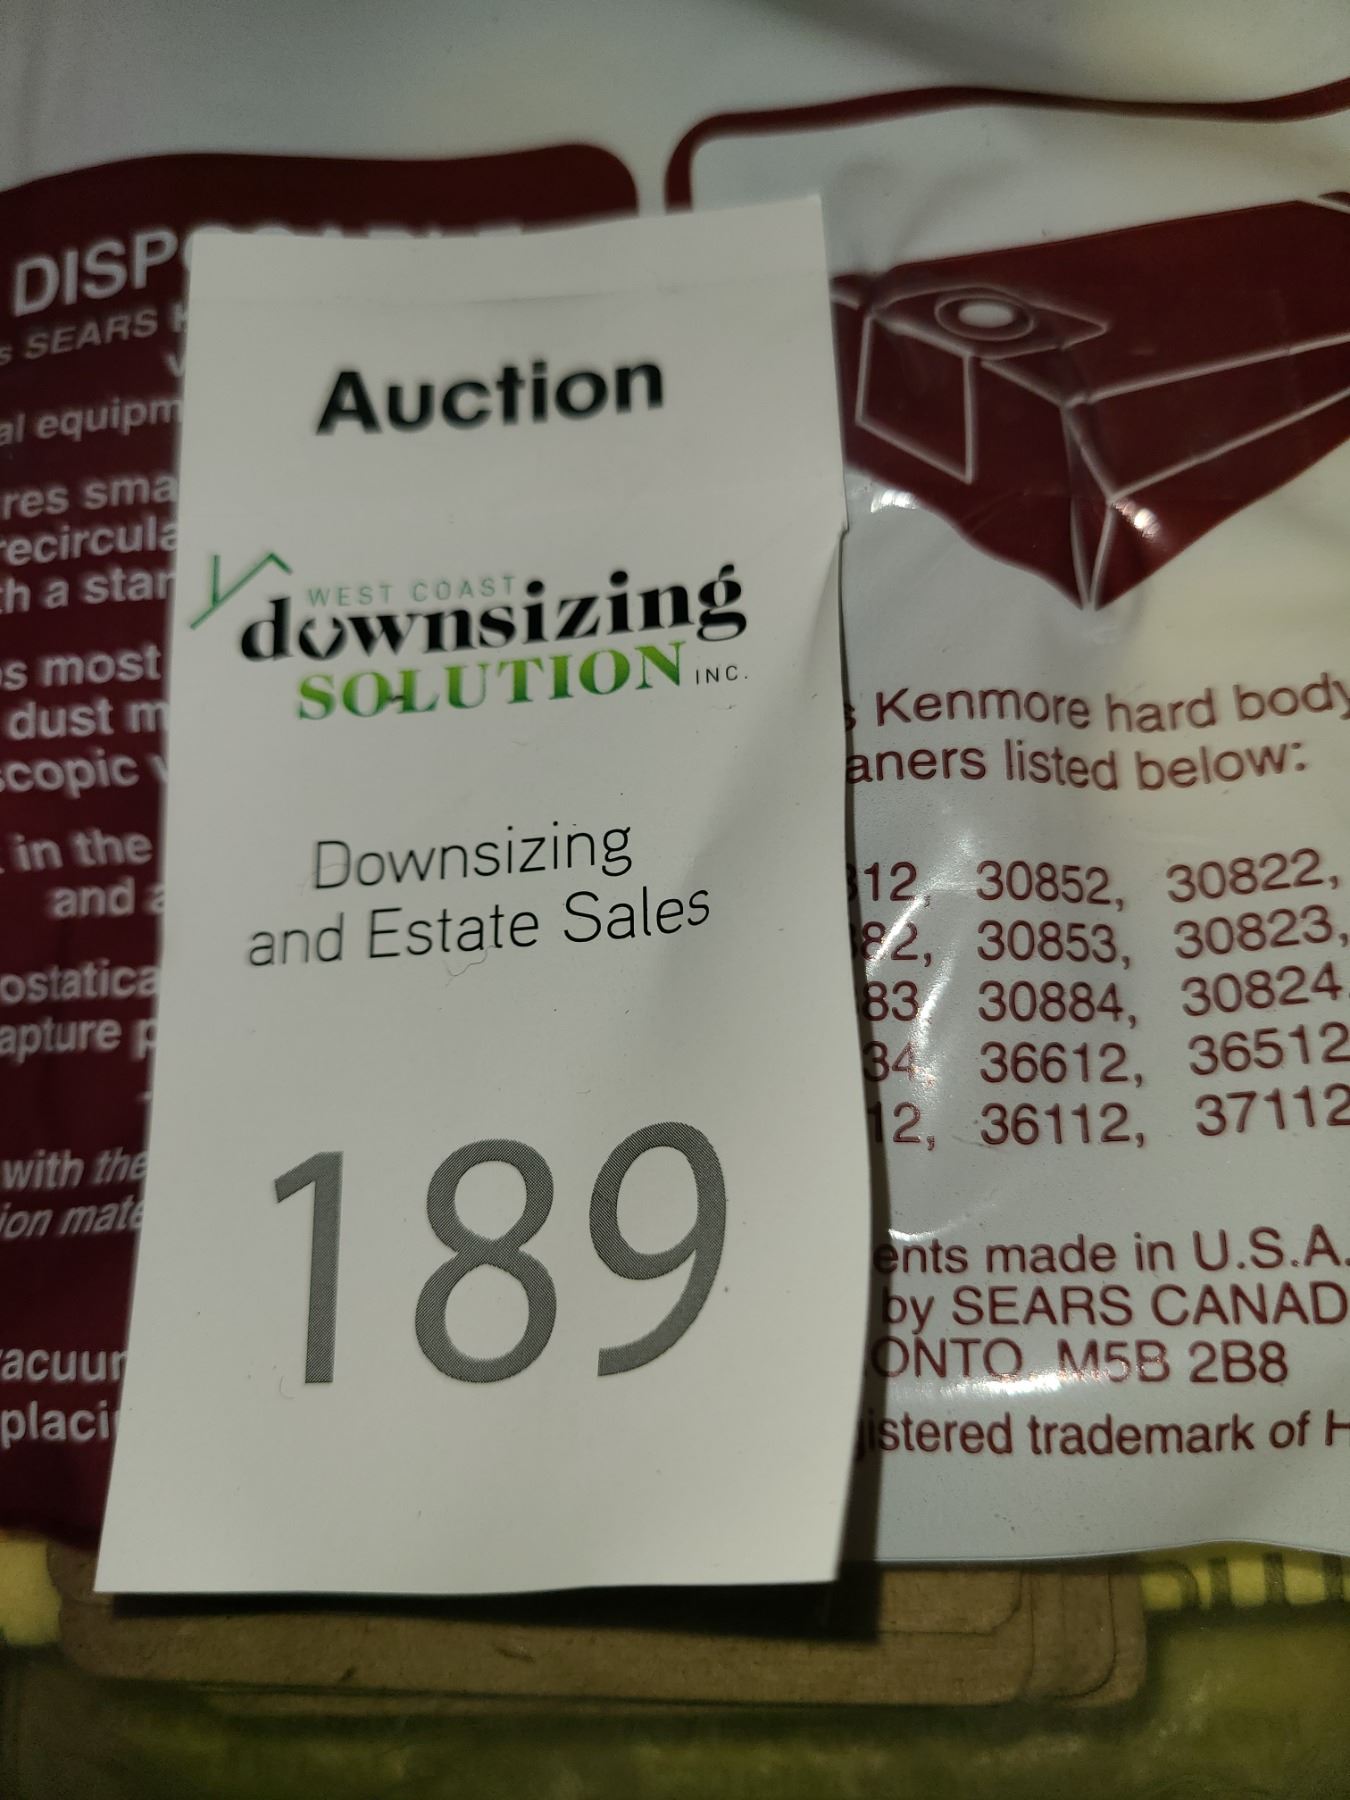 DISP
SEARS
equipm
res sma
recircula
th a star
s most
dust m
scopic
in the
and a
ostatica
apture p
with the
ion mate
vacuum
placi
Auction
WEST COAST
downsizing
SOLUTION INC.
Downsizing
and Estate Sales
189
Kenmore hard body
aners listed below:
12, 30852, 30822,
82, 30853, 30823,
83, 30884, 30824,
34, 36612, 36512
12, 36112, 37112
ents made in U.S.A.
by SEARS CANAD
ONTO, M5B 2B8
istered trademark of H